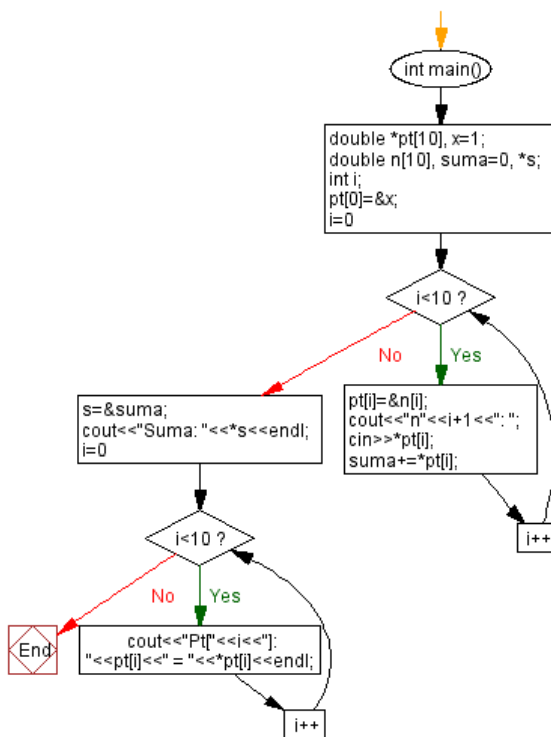 int main()
double *pt[10], x=1;
double n[10], suma=0, *s;
int i;
pt[0]=&x;
i=0
i<10 ?
No
Yes
pt[i]=&n[i];
cout<<"n"<<i+1<<": ";
cin>>*pt[i];
suma+=*pt[i];
i++
s=&suma;
cout<<"Suma: "<<*s<<endl;
i=0
i<10 ?
No
Yes
End
cout<<"Pt["<<i<<"]:
"<<pt[i]<<" = "<<*pt[i]<<endl;
i++